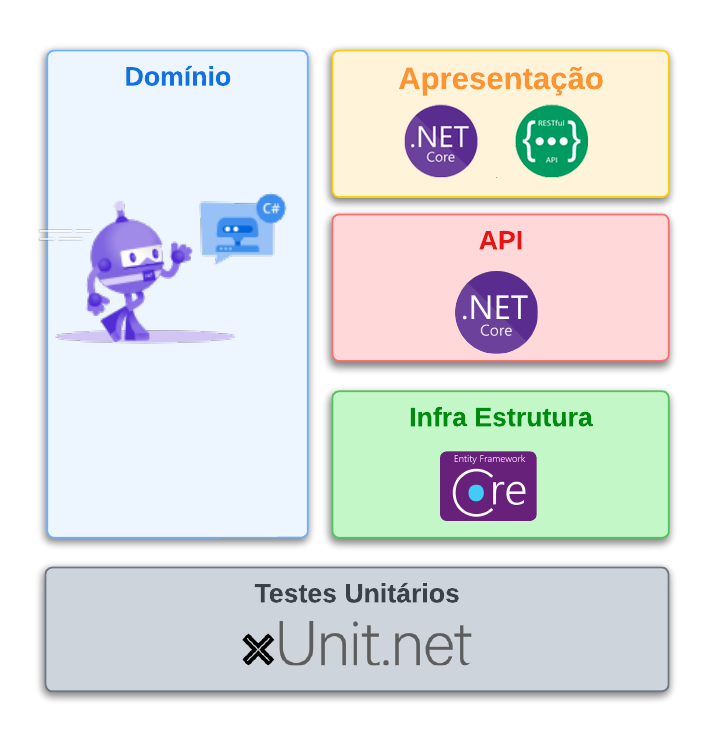 Domínio
C#
Apresentação
.NET
Core
RESTful
{•••}
API
API
.NET
Core
Infra Estrutura
Entity Framework
Core
Testes Unitários
xUnit.net